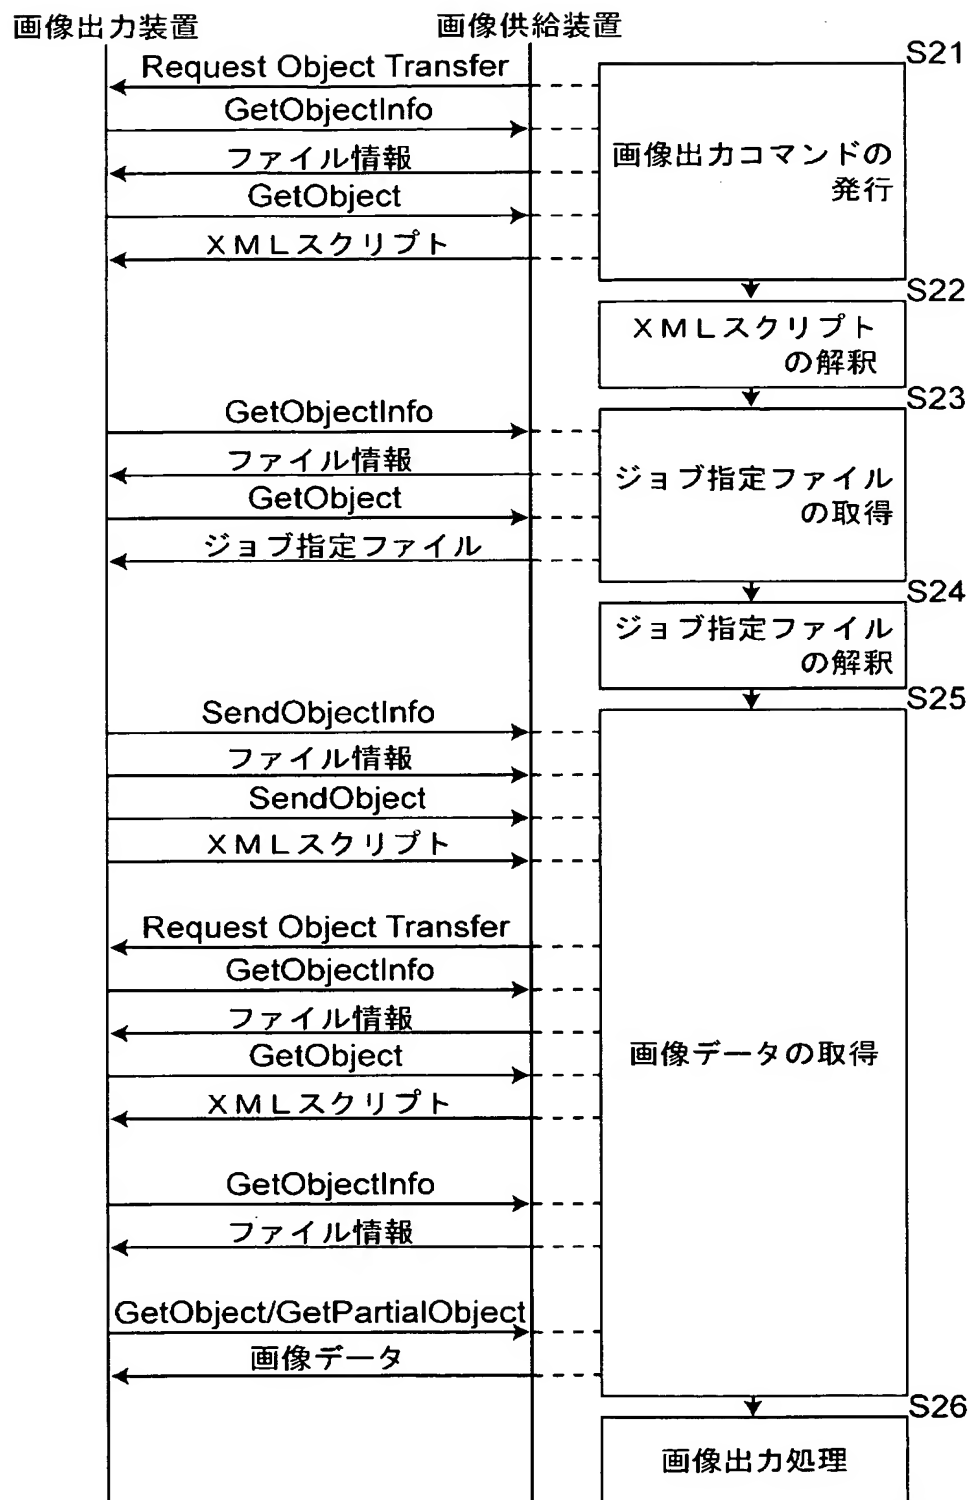 画像出力装置
画像供給装置
S21
Request Object Transfer
GetObjectInfo
ファイル情報
GetObject
XMLスクリプト
画像出力コマンドの
発行
S22
XMLスクリプト
の解釈
S23
GetObjectInfo
ファイル情報
GetObject
ジョブ指定ファイル
ジョブ指定ファイル
の取得
S24
ジョブ指定ファイル
の解釈
S25
SendObjectInfo
ファイル情報
SendObject
XMLスクリプト
Request Object Transfer
GetObjectInfo
ファイル情報
GetObject
XMLスクリプト
画像データの取得
GetObjectInfo
ファイル情報
GetObject/GetPartialObject
画像データ
S26
画像出力処理